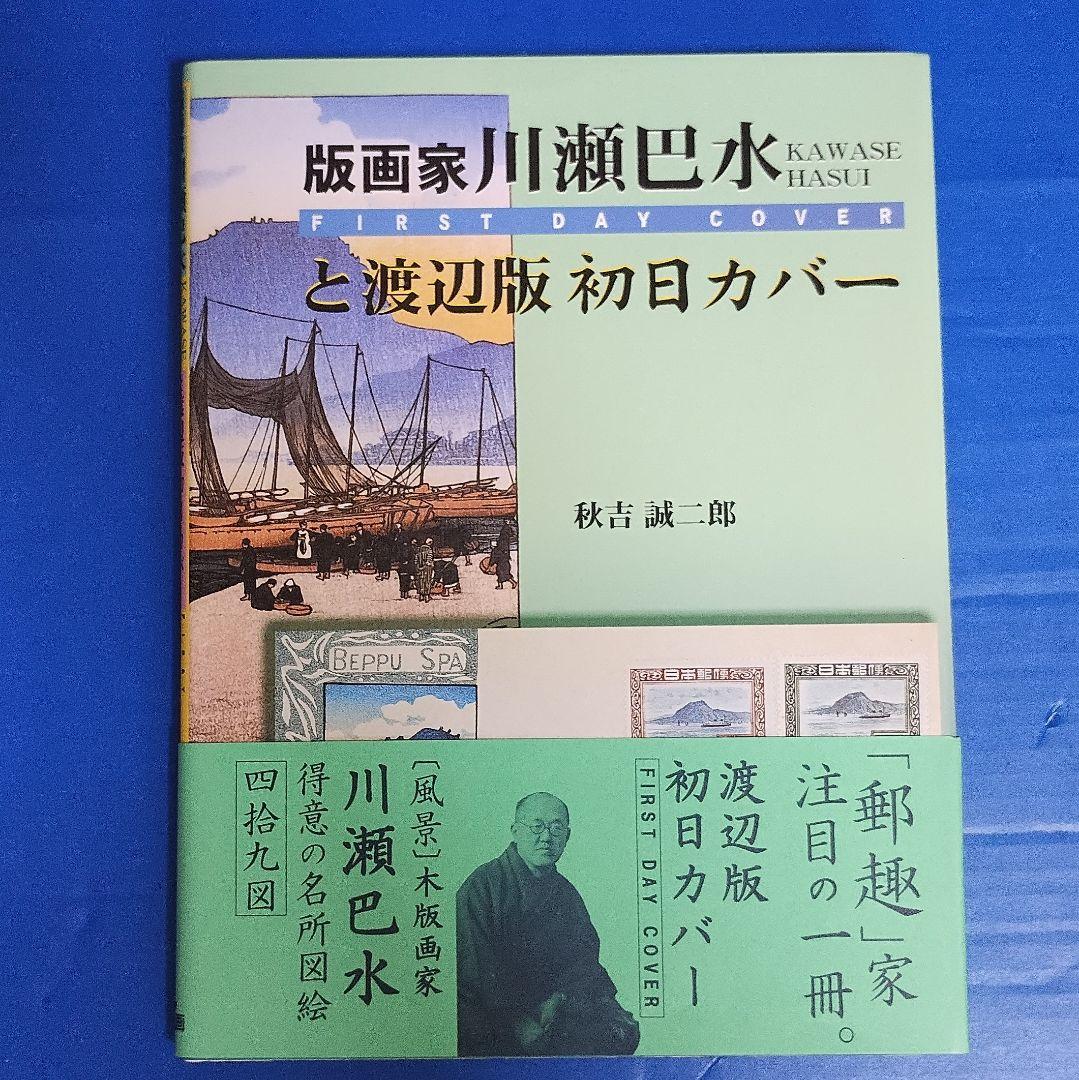 版画家 川瀬巴水 KAWASE
HASUI
FIRST DAY COVER
と渡辺版 初日カバー
秋吉 誠二郎
BEPPU SPA
日本郵便
日本郵便
「郵趣」家
注目の一冊。
渡辺版
初日カバー
FIRST DAY COVER
〔風景〕木版画家
川瀬巴水
得意の名所図絵
四拾九図